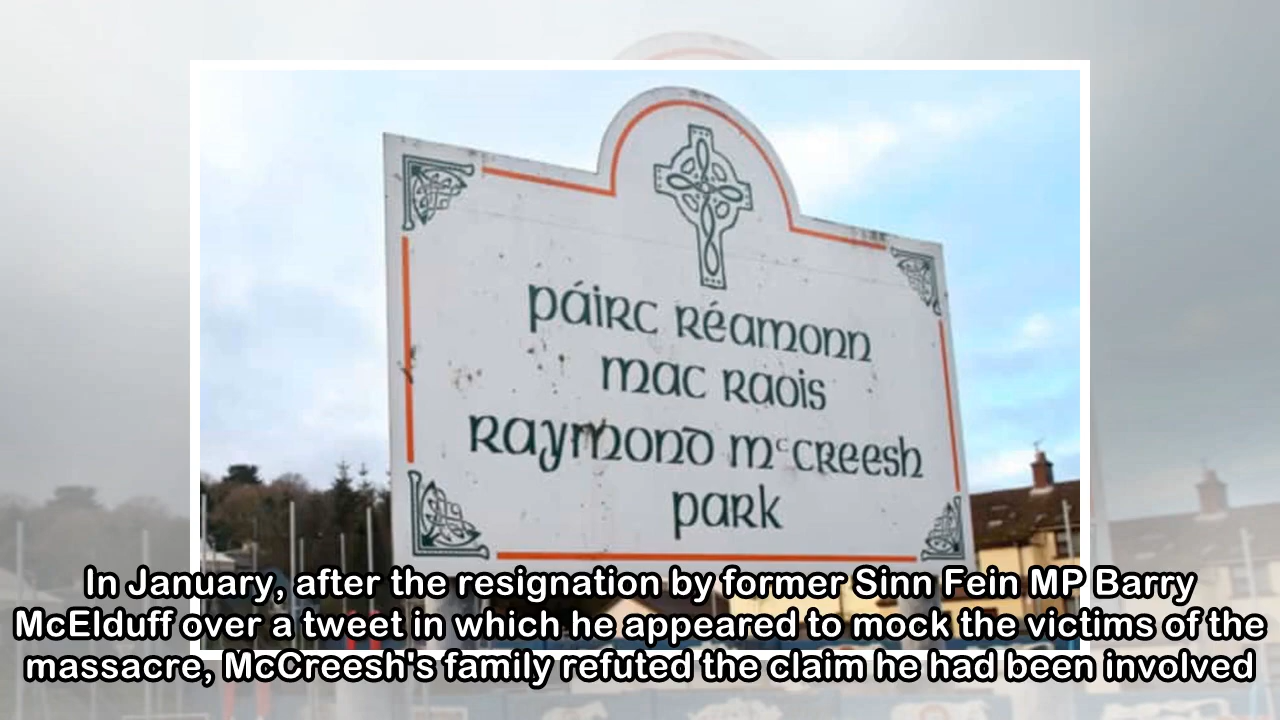 páirc Réamonn
mac Raois
Raymond McCreesh
park
In January, after the resignation by former Sinn Fein MP Barry
McElduff over a tweet in which he appeared to mock the victims of the
massacre, McCreesh's family refuted the claim he had been involved